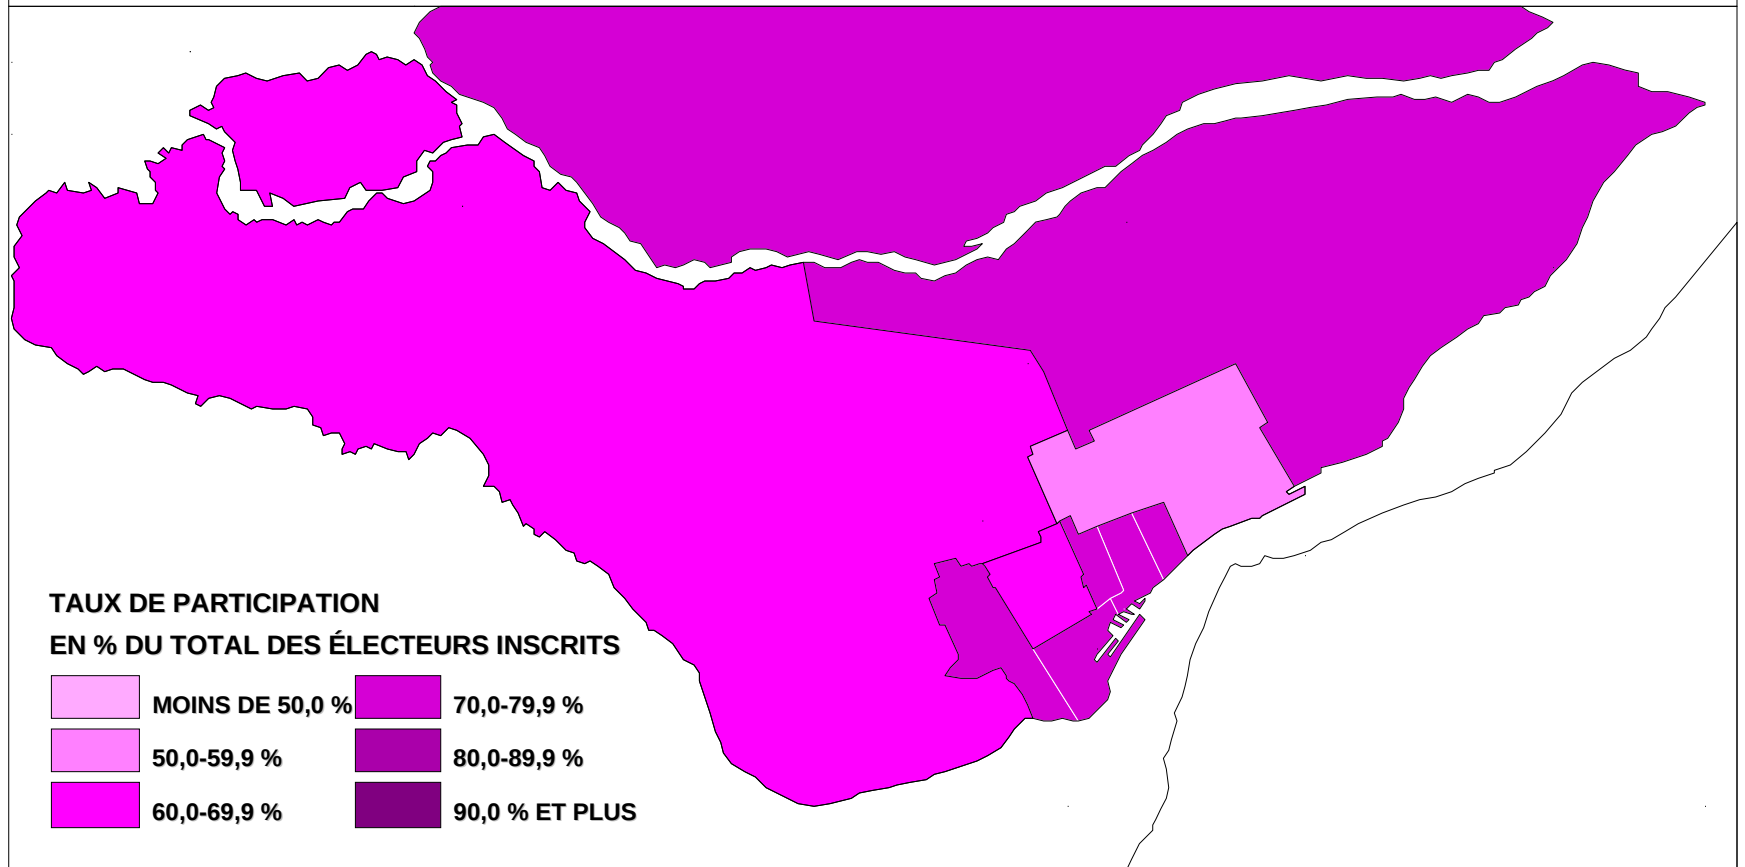 TAUX DE PARTICIPATION
EN % DU TOTAL DES ÉLECTEURS INSCRITS
MOINS DE 50,0 %
50,0-59,9 %
60,0-69,9 %
70,0-79,9 %
80,0-89,9 %
90,0 % ET PLUS